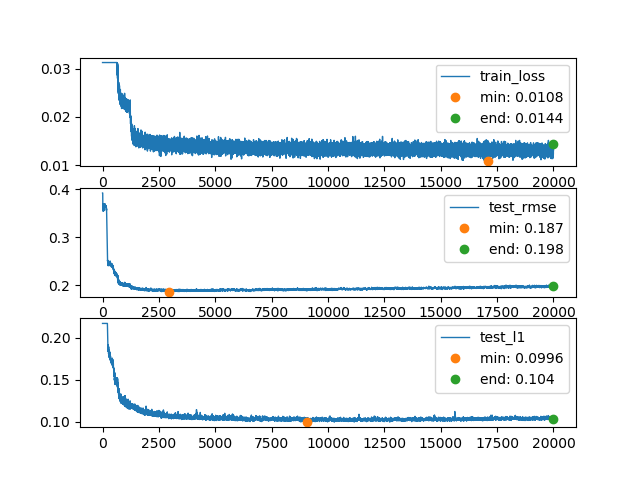 0.03
0.02
0.01
train_loss
min: 0.0108
end: 0.0144
0 2500 5000 7500 10000 12500 15000 17500 20000
0.4
0.3
0.2
test_rmse
min: 0.187
end: 0.198
0 2500 5000 7500 10000 12500 15000 17500 20000
0.20
0.15
0.10
test_l1
min: 0.0996
end: 0.104
0 2500 5000 7500 10000 12500 15000 17500 20000